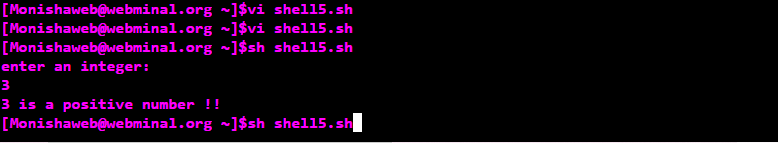 [Monishaweb@webminal.org ~]$vi shell5.sh
[Monishaweb@webminal.org ~]$vi shell5.sh
[Monishaweb@webminal.org ~]$sh shell5.sh
enter an integer:
3
3 is a positive number !!
[Monishaweb@webminal.org ~]$sh shell5.sh